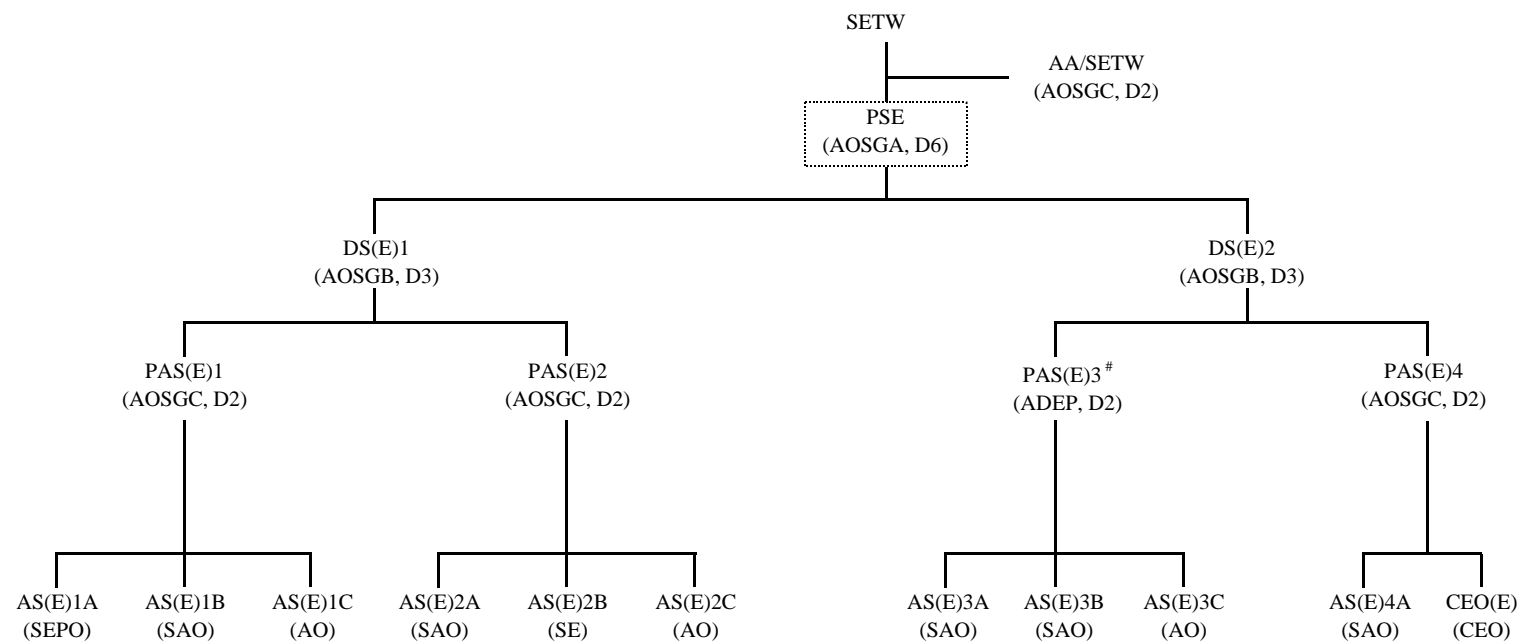 SETW
AA/SETW
(AOSGC, D2)
PSE
(AOSGA, D6)
DS(E)1
(AOSGB, D3)
DS(E)2
(AOSGB, D3)
PAS(E)1
(AOSGC, D2)
PAS(E)2
(AOSGC, D2)
PAS(E)3 #
(ADEP, D2)
PAS(E)4
(AOSGC, D2)
AS(E)1A
(SEPO)
AS(E)1B
(SAO)
AS(E)1C
(AO)
AS(E)2A
(SAO)
AS(E)2B
(SE)
AS(E)2C
(AO)
AS(E)3A
(SAO)
AS(E)3B
(SAO)
AS(E)3C
(AO)
AS(E)4A
(SAO)
CEO(E)
(CEO)